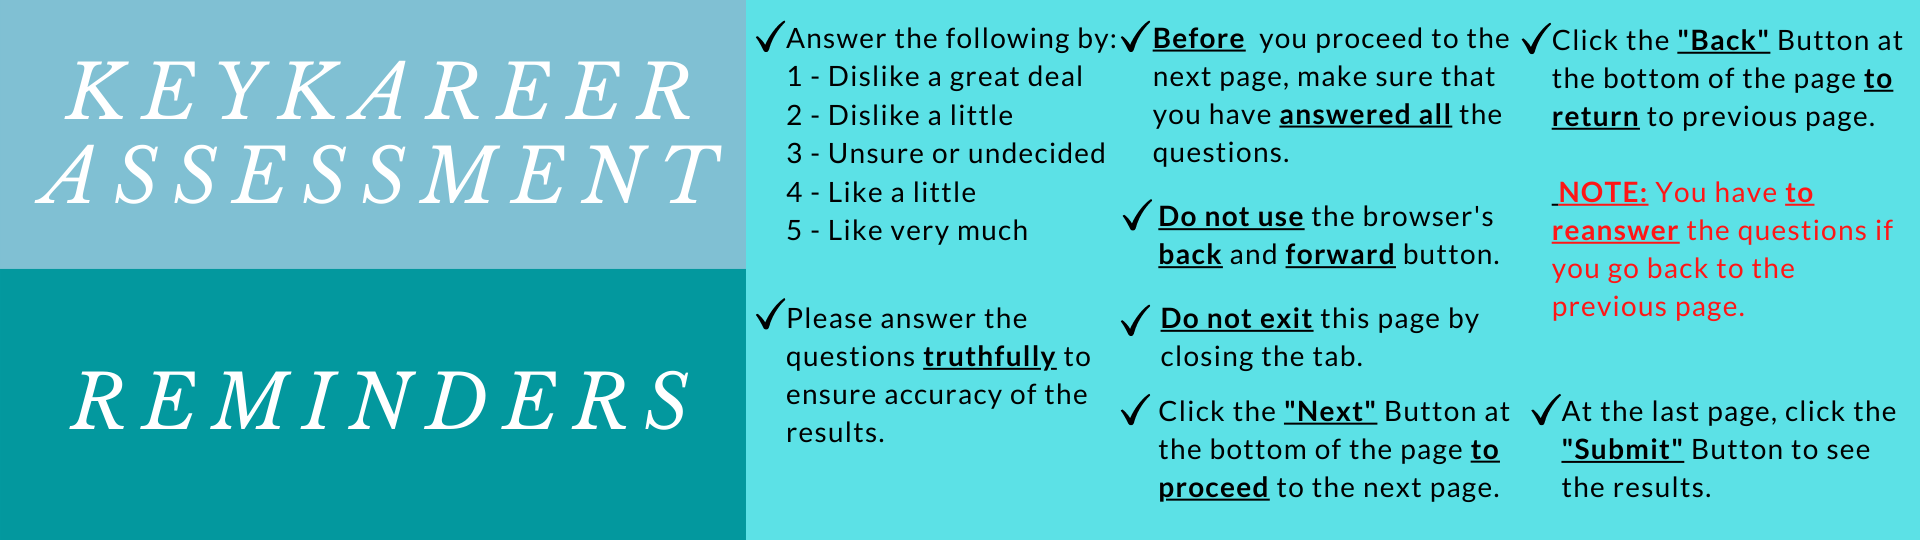 KEYKAREER
ASSESSMENT
REMINDERS
Answer the following by:
1 - Dislike a great deal
2 - Dislike a little
3 - Unsure or undecided
4 - Like a little
5 - Like very much
Please answer the
questions truthfully to
ensure accuracy of the
results.
Before you proceed to the
next page, make sure that
you have answered all the
questions.
Do not use the browser's
back and forward button.
Do not exit this page by
closing the tab.
Click the "Next" Button at
the bottom of the page to
proceed to the next page.
Click the "Back" Button at
the bottom of the page to
return to previous page.
NOTE: You have to
reanswer the questions if
you go back to the
previous page.
At the last page, click the
"Submit" Button to see
the results.